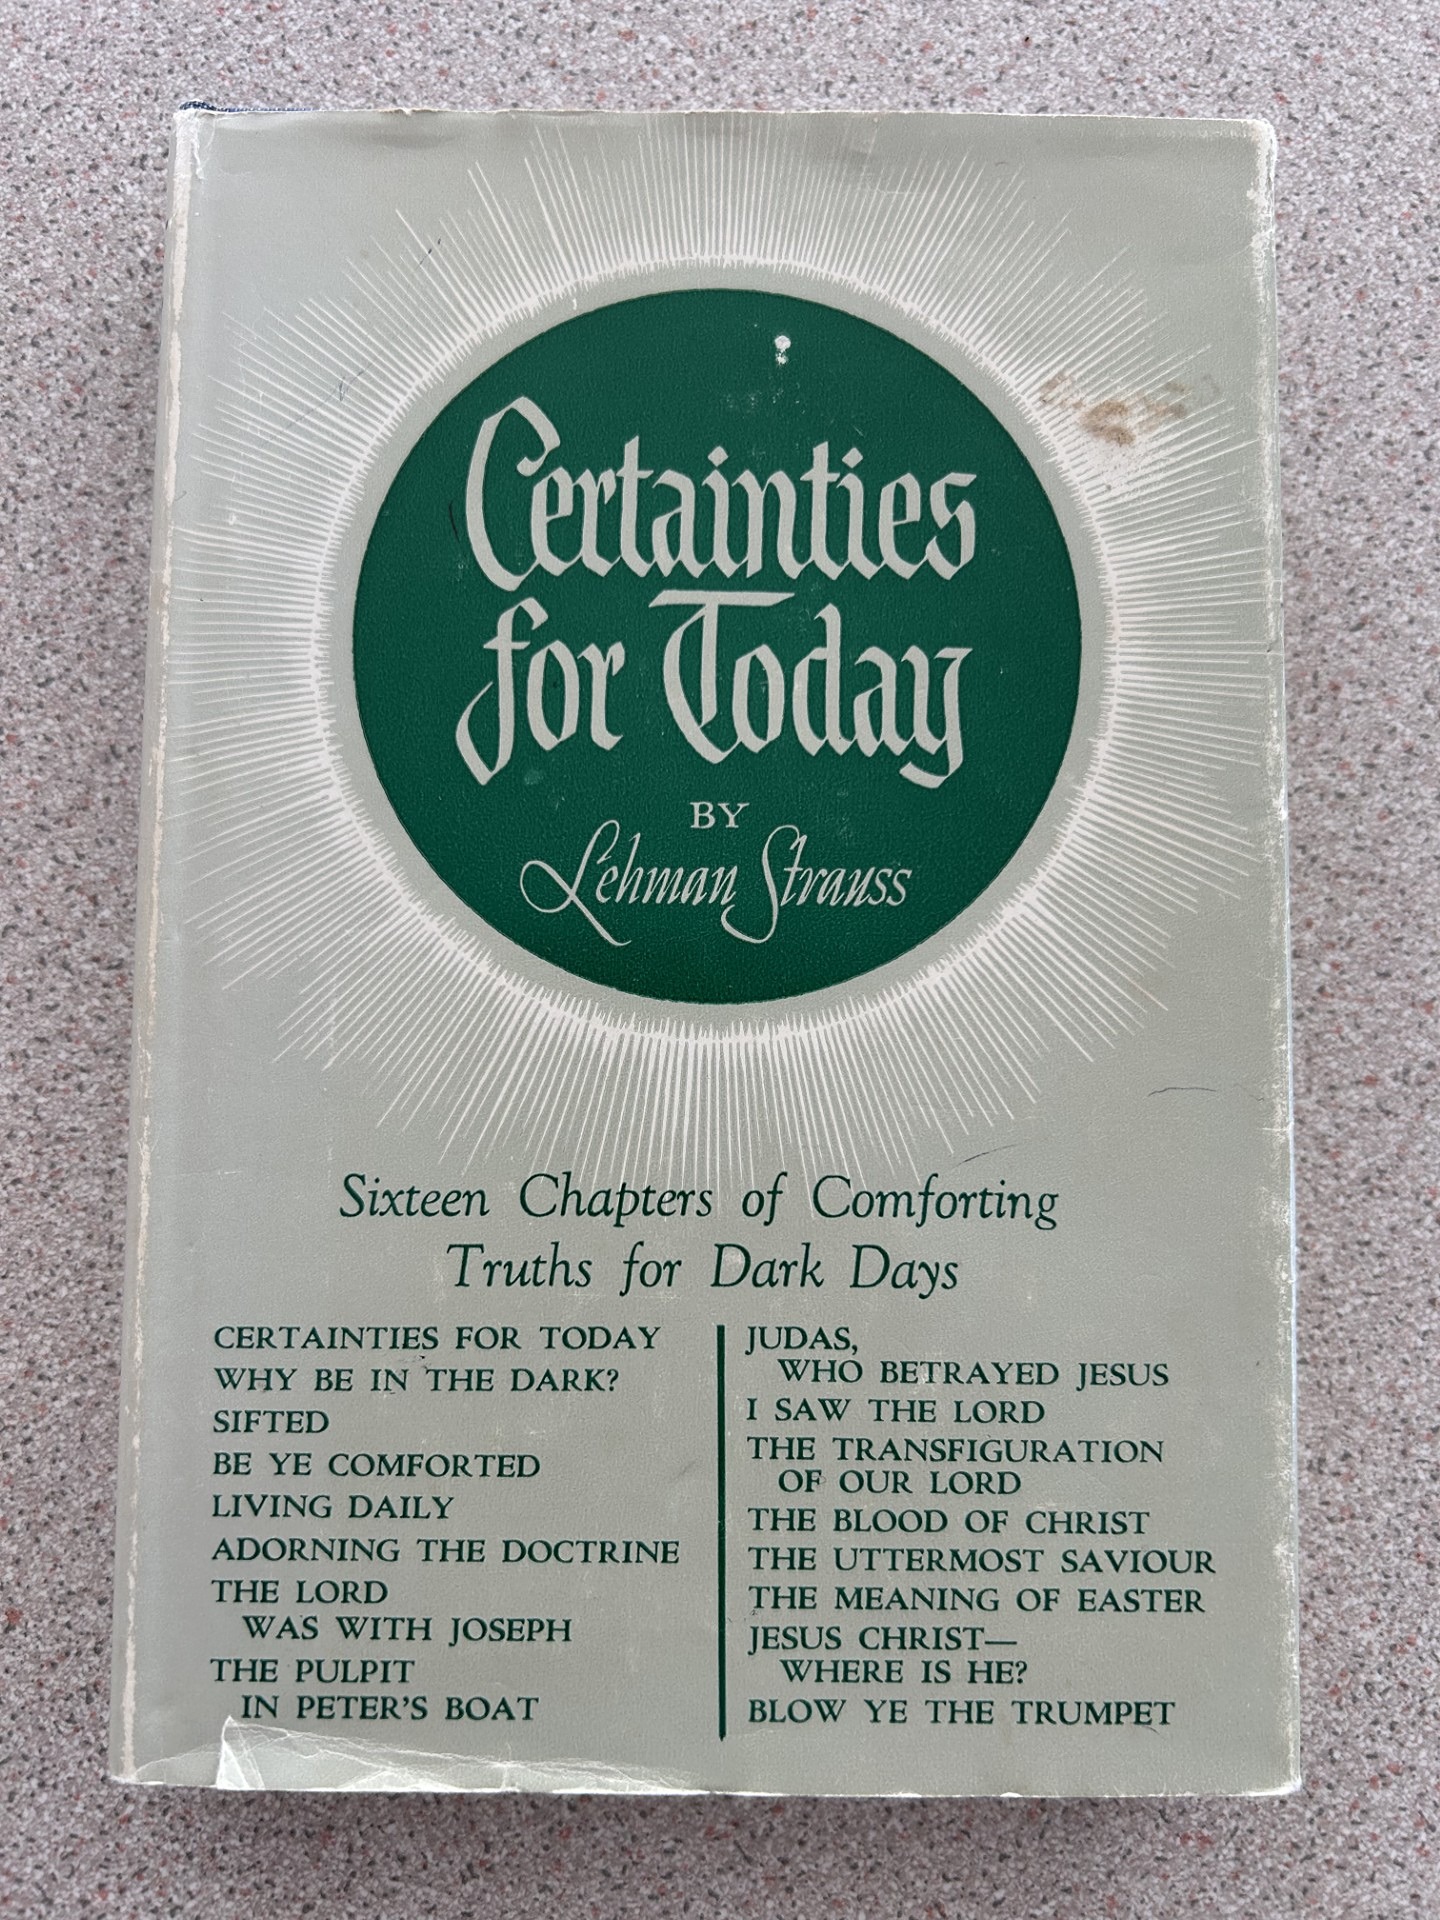 Certainties
for Today
BY
Lehman Strauss
Sixteen Chapters of Comforting
Truths for Dark Days
CERTAINTIES FOR TODAY
WHY BE IN THE DARK?
SIFTED
BE YE COMFORTED
LIVING DAILY
ADORNING THE DOCTRINE
THE LORD
WAS WITH JOSEPH
THE PULPIT
IN PETER'S BOAT
JUDAS,
WHO BETRAYED JESUS
I SAW THE LORD
THE TRANSFIGURATION
OF OUR LORD
THE BLOOD OF CHRIST
THE UTTERMOST SAVIOUR
THE MEANING OF EASTER
JESUS CHRIST—
WHERE IS HE?
BLOW YE THE TRUMPET